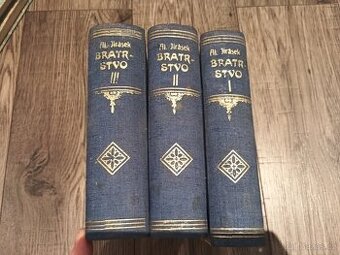 Al. Jirásek
BRATR-
STVO
III
Al. Jirásek
BRATR-
STVO
II
Al. Jirásek
BRATR-
STVO
I